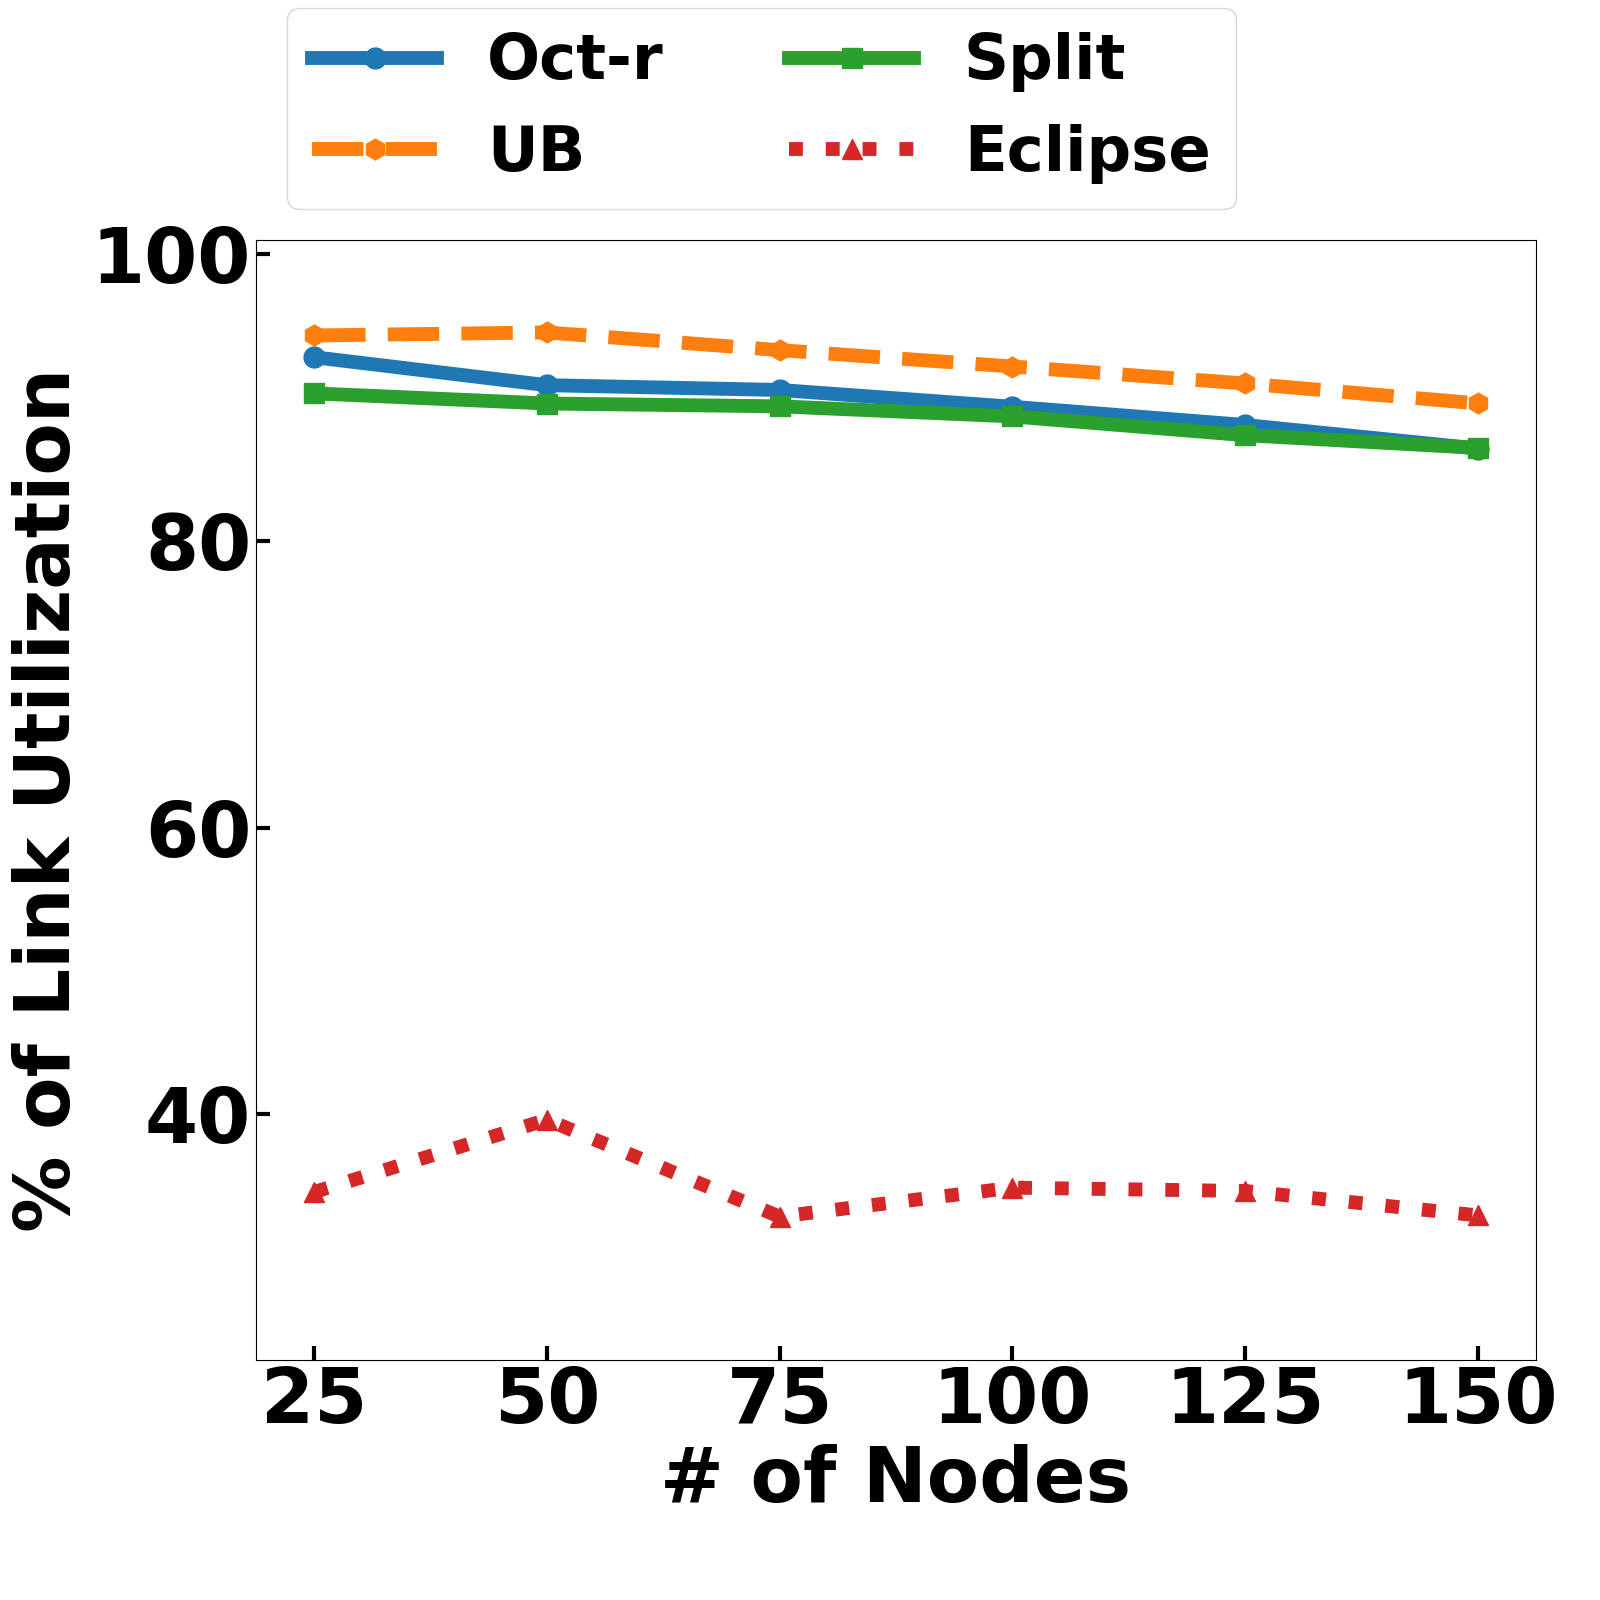 Oct-r
UB
Split
Eclipse
100
80
60
40
% of Link Utilization
25 50 75 100 125 150
# of Nodes